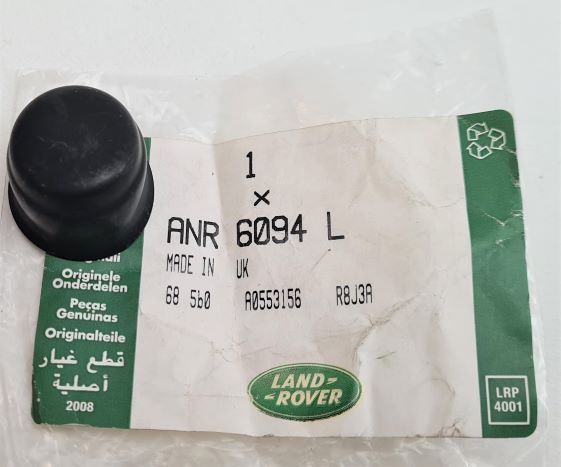 1
×
ANR 6094 L
MADE IN UK
68 5b0 A0553156 R8J3A
Originele
Onderdelen
Peças
Genuinas
Originalteile
قطع غيار
أصلية
2008
LAND-
-ROVER
LRP
4001